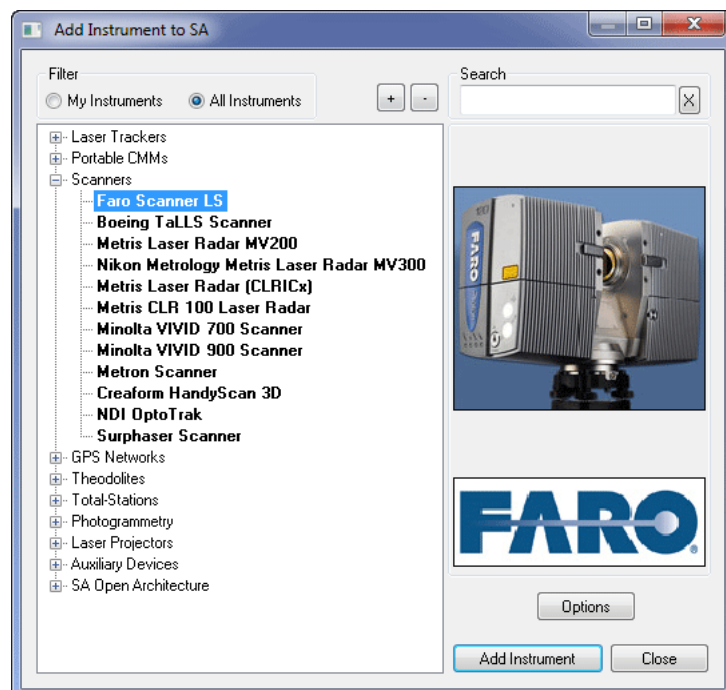 Add Instrument to SA
Filter
My Instruments
All Instruments
+
-
Search
X
Laser Trackers
Portable CMMs
Scanners
Faro Scanner LS
Boeing TaLLS Scanner
Metris Laser Radar MV200
Nikon Metrology Metris Laser Radar MV300
Metris Laser Radar (CLRICx)
Metris CLR 100 Laser Radar
Minolta VIVID 700 Scanner
Minolta VIVID 900 Scanner
Metron Scanner
Creaform HandyScan 3D
NDI OptoTrak
Surphaser Scanner
GPS Networks
Theodolites
Total-Stations
Photogrammetry
Laser Projectors
Auxiliary Devices
SA Open Architecture
FARO
FARO®
Options
Add Instrument
Close